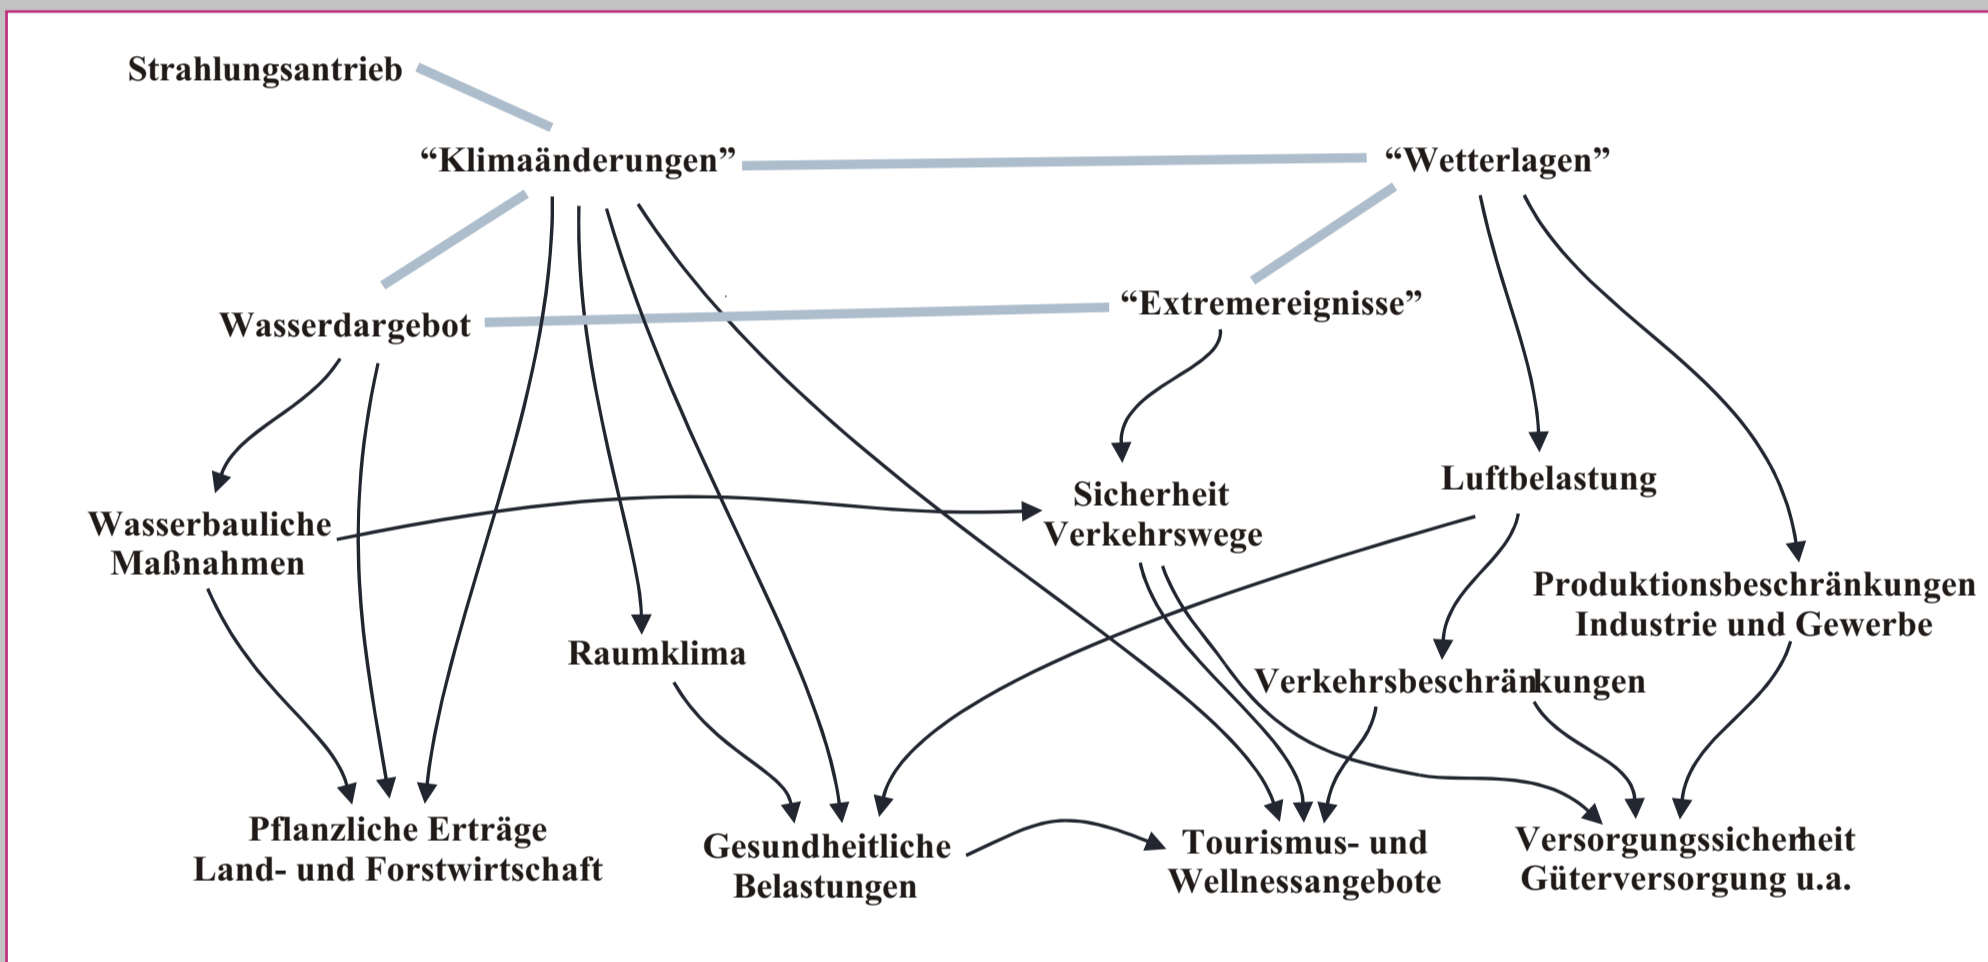 Strahlungsantrieb
“Klimaänderungen”
“Wetterlagen”
Wasserdargebot
“Extremereignisse”
Wasserbauliche
Maßnahmen
Sicherheit
Verkehrswege
Luftbelastung
Produktionsbeschränkungen
Industrie und Gewerbe
Raumklima
Verkehrsbeschränkungen
Pflanzliche Erträge
Land- und Forstwirtschaft
Gesundheitliche
Belastungen
Tourismus- und
Wellnessangebote
Versorgungssicherheit
Güterversorgung u.a.